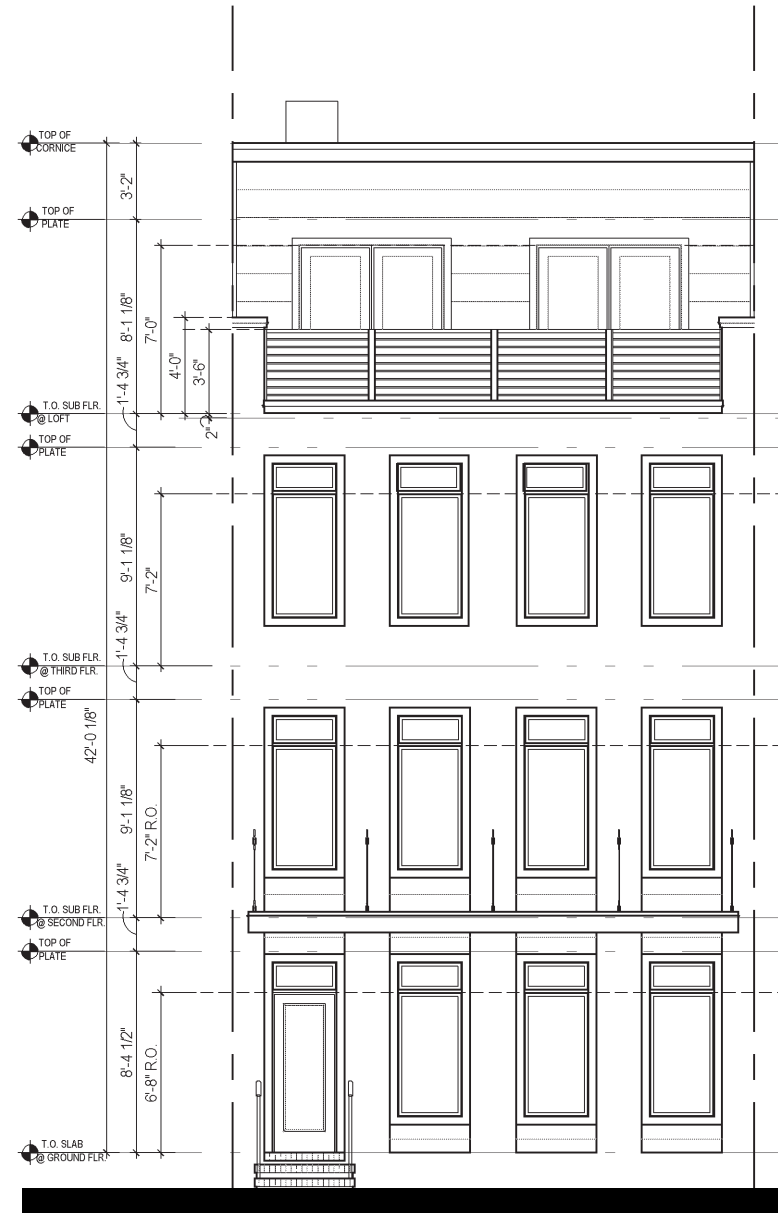 TOP OF
CORNICE
3'-2"
TOP OF
PLATE
8'-1 1/8"
7'-0"
4'-0"
3'-6"
1'-4 3/4"
T.O. SUB FLR.
@ LOFT
2"
TOP OF
PLATE
9'-1 1/8"
7'-2"
1'-4 3/4"
T.O. SUB FLR.
@ THIRD FLR.
TOP OF
PLATE
42'-0 1/8"
9'-1 1/8"
7'-2" R.O.
1'-4 3/4"
T.O. SUB FLR.
@ SECOND FLR.
TOP OF
PLATE
8'-4 1/2"
6'-8" R.O.
T.O. SLAB
@ GROUND FLR.